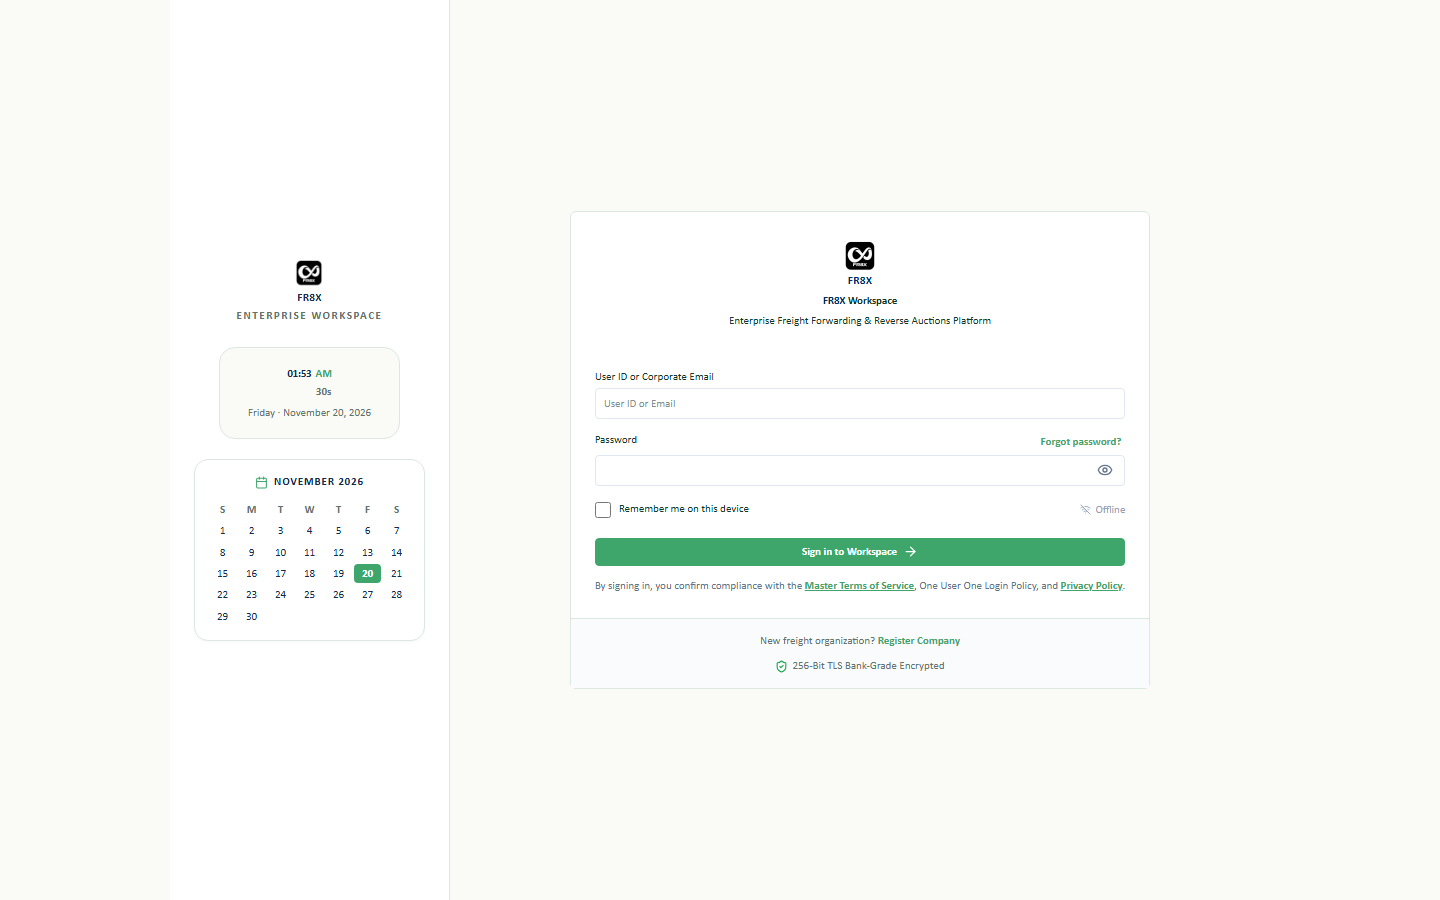 FR8X
FR8X
ENTERPRISE WORKSPACE
01:53 AM
30s
Friday · November 20, 2026
NOVEMBER 2026
S M T W T F S
1 2 3 4 5 6 7
8 9 10 11 12 13 14
15 16 17 18 19 20 21
22 23 24 25 26 27 28
29 30
FR8X
FR8X
FR8X Workspace
Enterprise Freight Forwarding & Reverse Auctions Platform
User ID or Corporate Email
User ID or Email
Password
Forgot password?
Remember me on this device
Offline
Sign in to Workspace
By signing in, you confirm compliance with the Master Terms of Service, One User One Login Policy, and Privacy Policy.
New freight organization? Register Company
256-Bit TLS Bank-Grade Encrypted